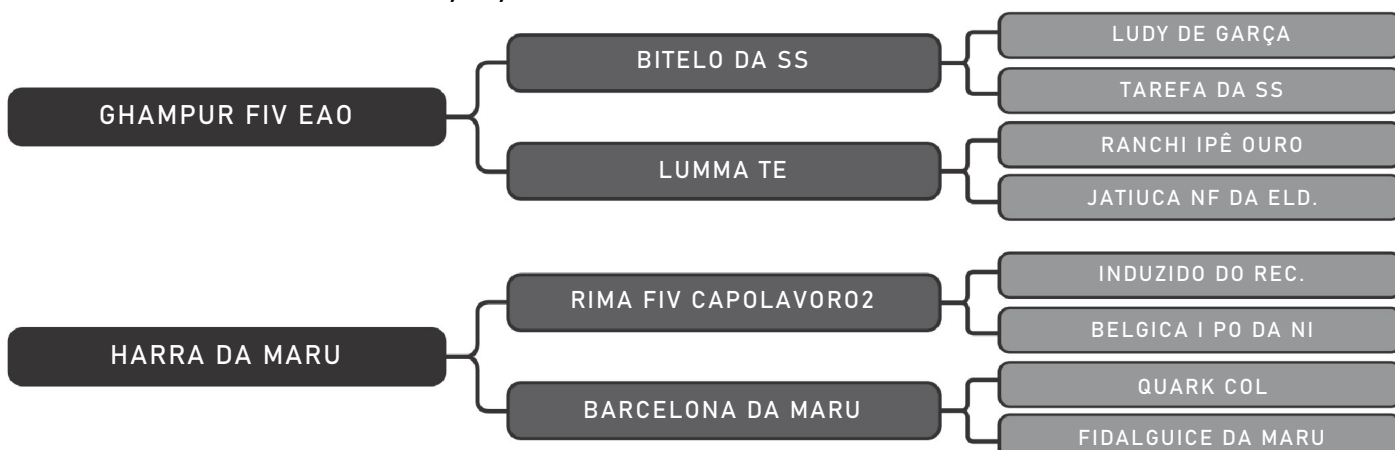 GHAMPUR FIV EAO
BITELO DA SS
LUDY DE GARÇA
TAREFA DA SS
LUMMA TE
RANCHI IPÊ OURO
JATIUCA NF DA ELD.
HARRA DA MARU
RIMA FIV CAPOLAVORO2
INDUZIDO DO REC.
BELGICA I PO DA NI
BARCELONA DA MARU
QUARK COL
FIDALGUICE DA MARU